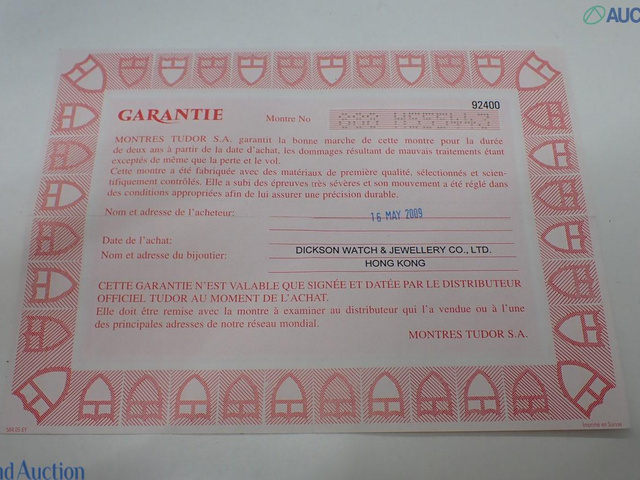 AUC
92400
GARANTIE
Montre No
MONTRES TUDOR S.A. garantit la bonne marche de cette montre pour la durée
de deux ans à partir de la date d'achat, les dommages résultant de mauvais traitements étant
exceptés de même que la perte et le vol.
Cette montre a été fabriquée avec des matériaux de première qualité, sélectionnés et scien-
tifiquement contrôlés. Elle a subi des épreuves très sévères et son mouvement a été réglé dans
des conditions appropriées afin de lui assurer une précision durable.
Nom et adresse de l'acheteur:
16 MAY 2009
Date de l'achat:
Nom et adresse du bijoutier:
DICKSON WATCH & JEWELLERY CO., LTD.
HONG KONG
CETTE GARANTIE N'EST VALABLE QUE SIGNÉE ET DATÉE PAR LE DISTRIBUTEUR
OFFICIEL TUDOR AU MOMENT DE L'ACHAT.
Elle doit être remise avec la montre à examiner au distributeur qui l'a vendue ou à l'une
des principales adresses de notre réseau mondial.
MONTRES TUDOR S.A.
Imprimé en Suisse
nd Auction